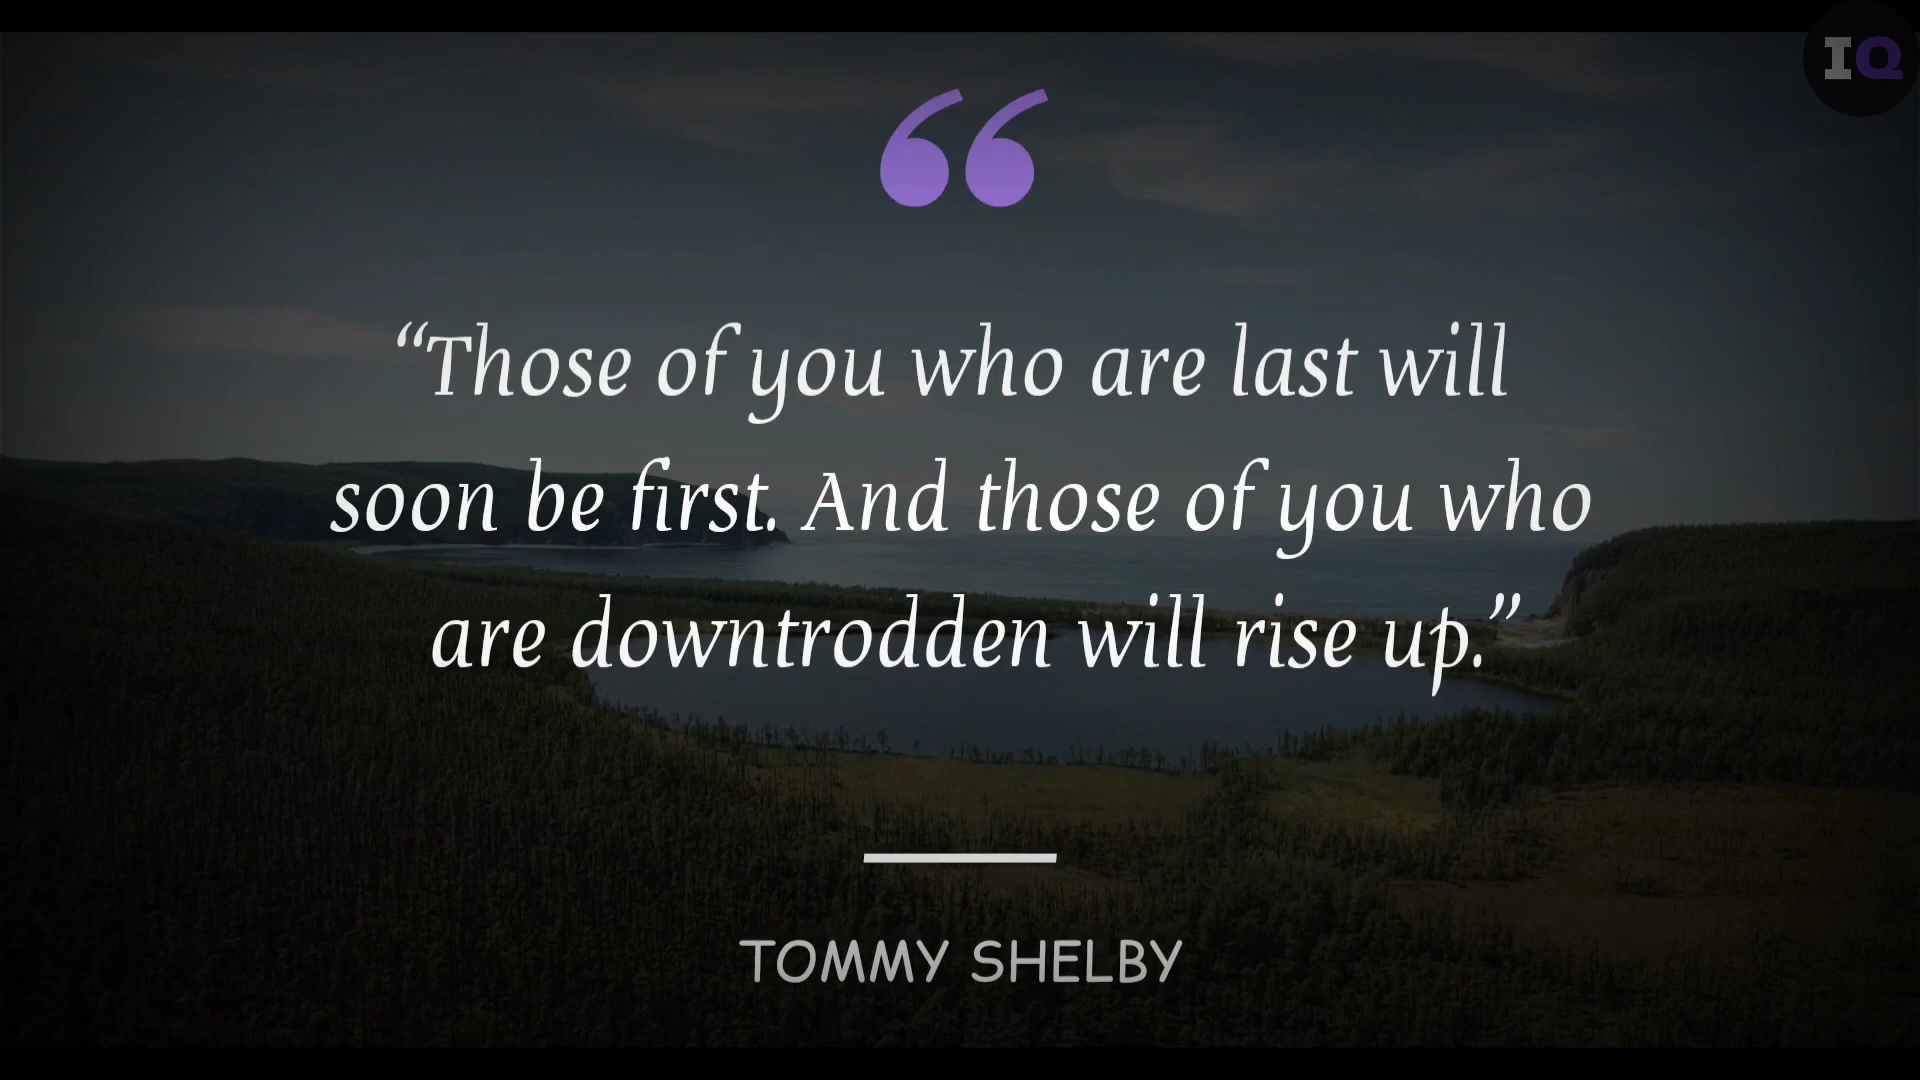 IQ
“Those of you who are last will
soon be first. And those of you who
are downtrodden will rise up.”
TOMMY SHELBY